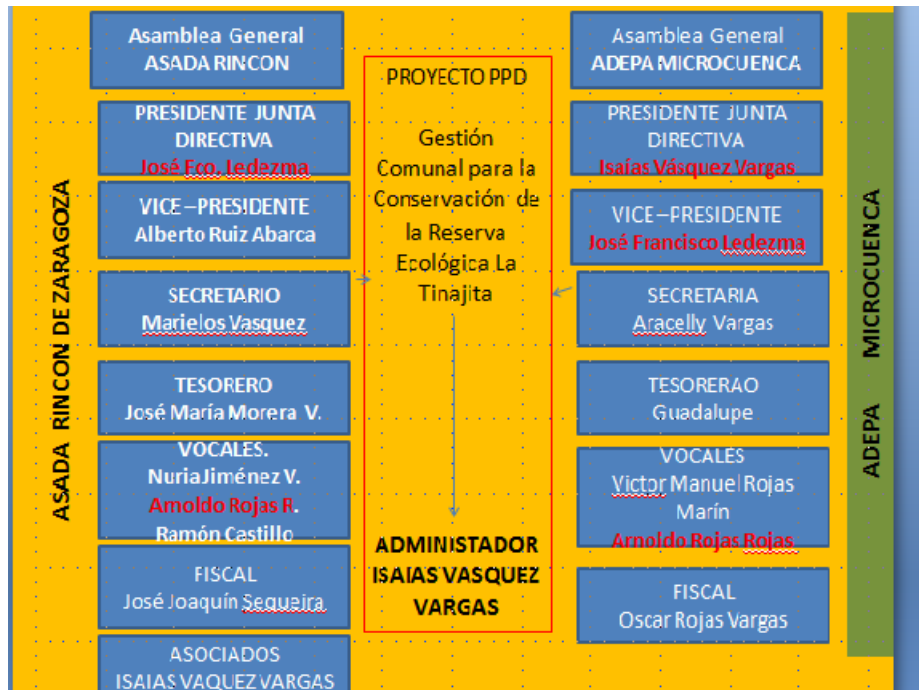 ASADA RINCON DE ZARAGOZA
Asamblea General
ASADA RINCON
PRESIDENTE JUNTA
DIRECTIVA
José Fco. Ledezma
VICE–PRESIDENTE
Alberto Ruiz Abarca
SECRETARIO
Marielos Vasquez
TESORERO
José María Morera V.
VOCALES.
Nuria Jiménez V.
Arnoldo Rojas R.
Ramón Castillo
FISCAL
José Joaquín Sequeira
ASOCIADOS
ISAIAS VAQUEZ VARGAS
PROYECTO PPD
Gestión
Comunal para la
Conservación de
la Reserva
Ecológica La
Tinajita
ADMINISTADOR
ISAIAS VASQUEZ
VARGAS
Asamblea General
ADEPA MICROCUENCA
PRESIDENTE JUNTA
DIRECTIVA
Isaías Vásquez Vargas
VICE–PRESIDENTE
José Francisco Ledezma
SECRETARIA
Aracelly Vargas
TESORERAO
Guadalupe
VOCALES
Victor Manuel Rojas
Marín
Arnoldo Rojas Rojas
FISCAL
Oscar Rojas Vargas
ADEPA MICROCUENCA